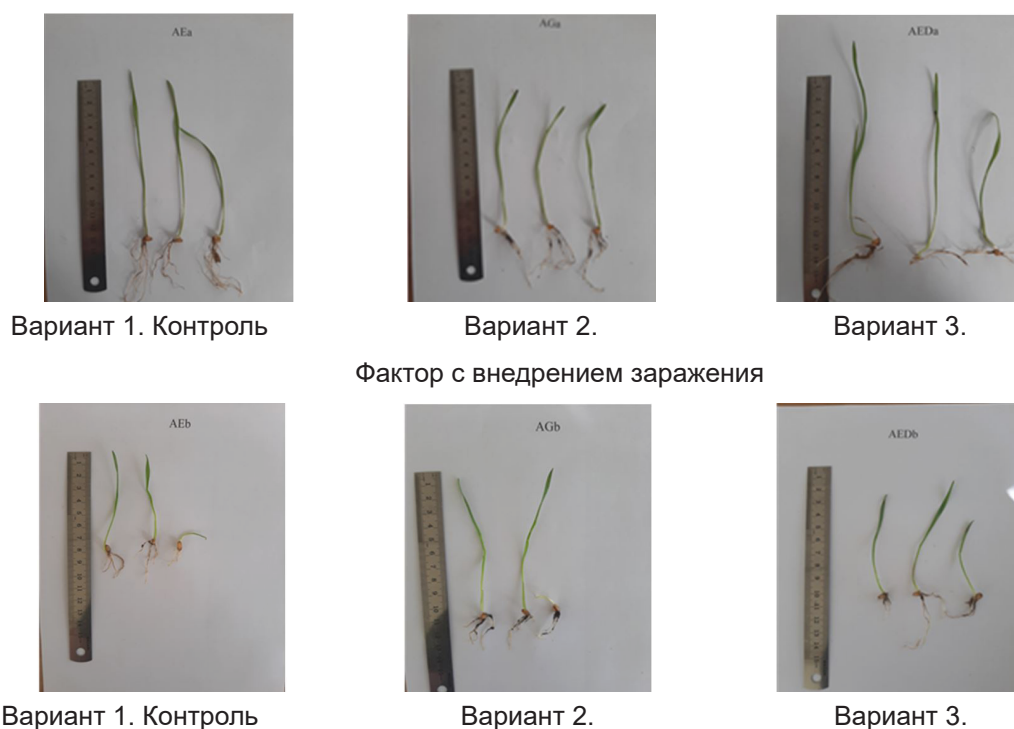 AEa
AGa
AEDa
Вариант 1. Контроль
Вариант 2.
Вариант 3.
Фактор с внедрением заражения
AEb
AGb
AEDb
Вариант 1. Контроль
Вариант 2.
Вариант 3.